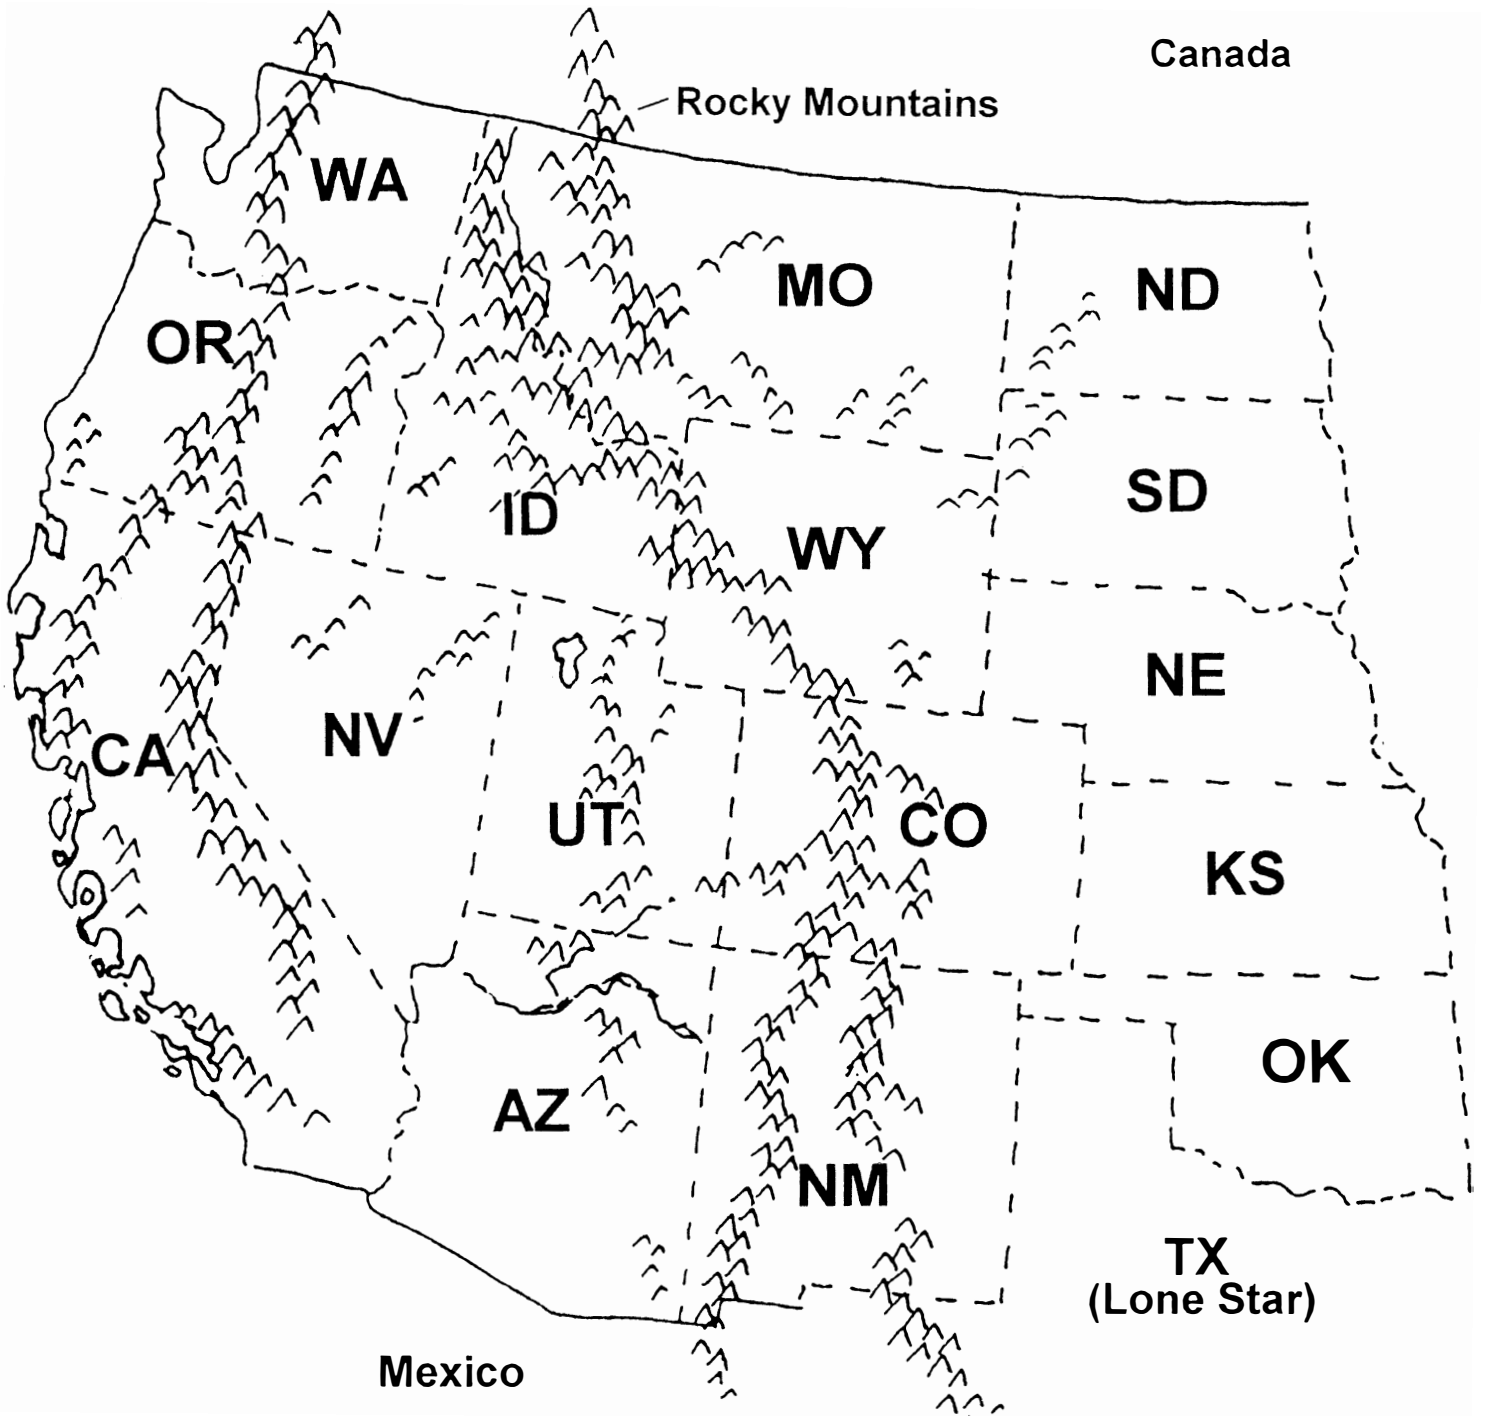 Canada
Rocky Mountains
WA
MO
ND
OR
SD
ID
WY
NE
NV
CA
UT
CO
KS
OK
AZ
NM
TX
(Lone Star)
Mexico